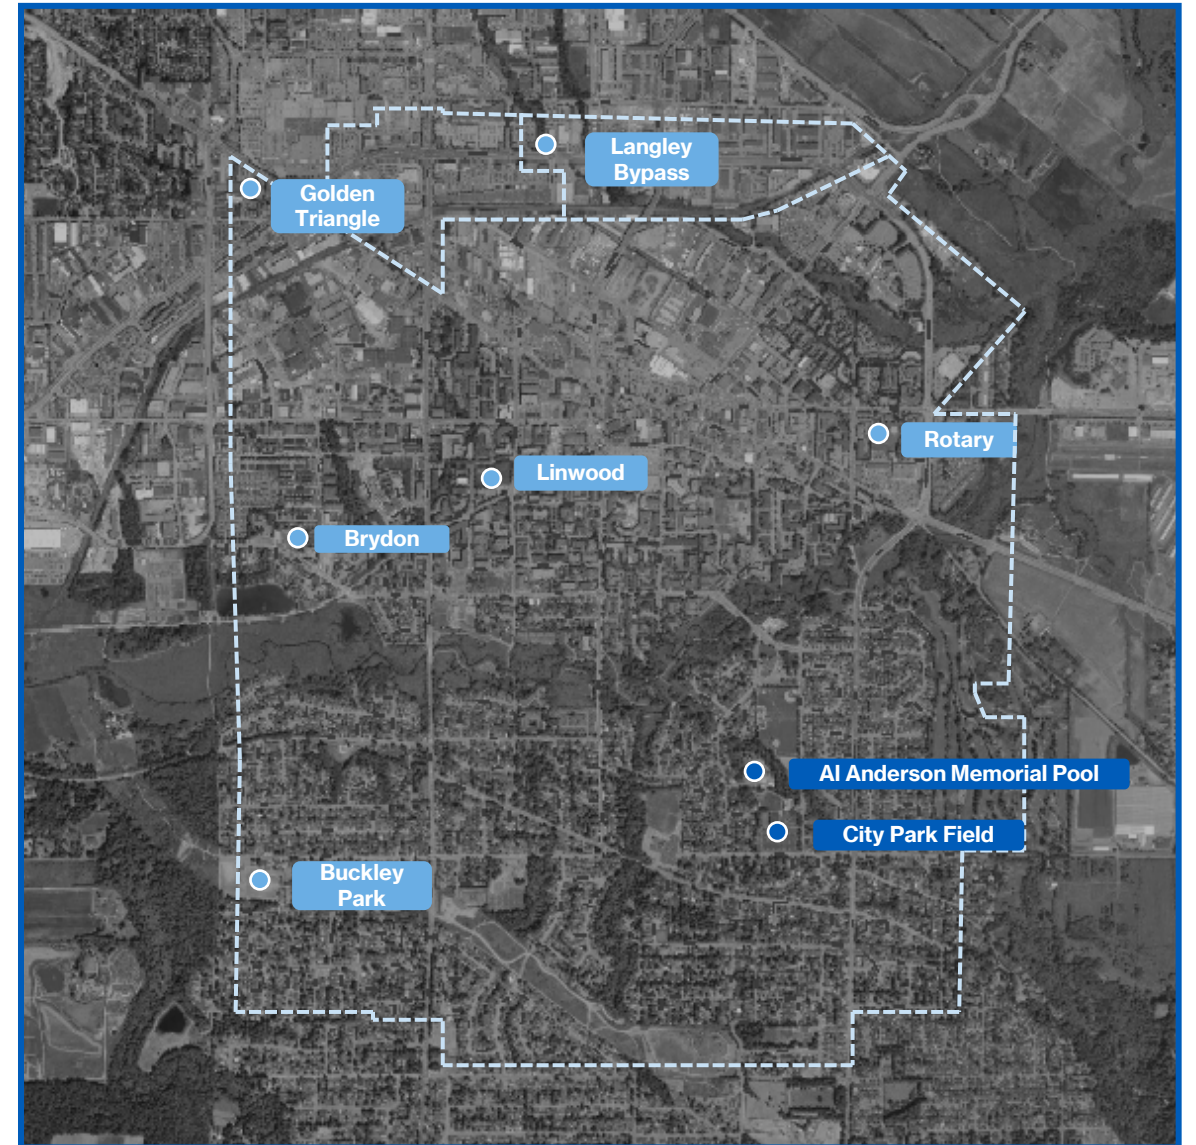 Langley
Bypass
Golden
Triangle
Rotary
Linwood
Brydon
Al Anderson Memorial Pool
City Park Field
Buckley
Park